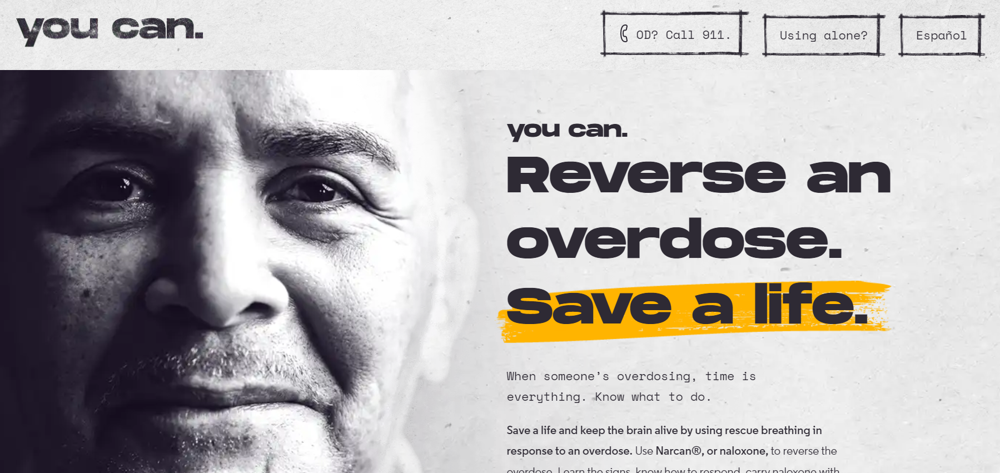 you can.
OD? Call 911.
Using alone?
Español
you can.
Reverse an
overdose.
Save a life.
When someone's overdosing, time is
everything. Know what to do.
Save a life and keep the brain alive by using rescue breathing in
response to an overdose. Use Narcan®, or naloxone, to reverse the
overdose. Learn the signs, know how to respond, carry naloxone with